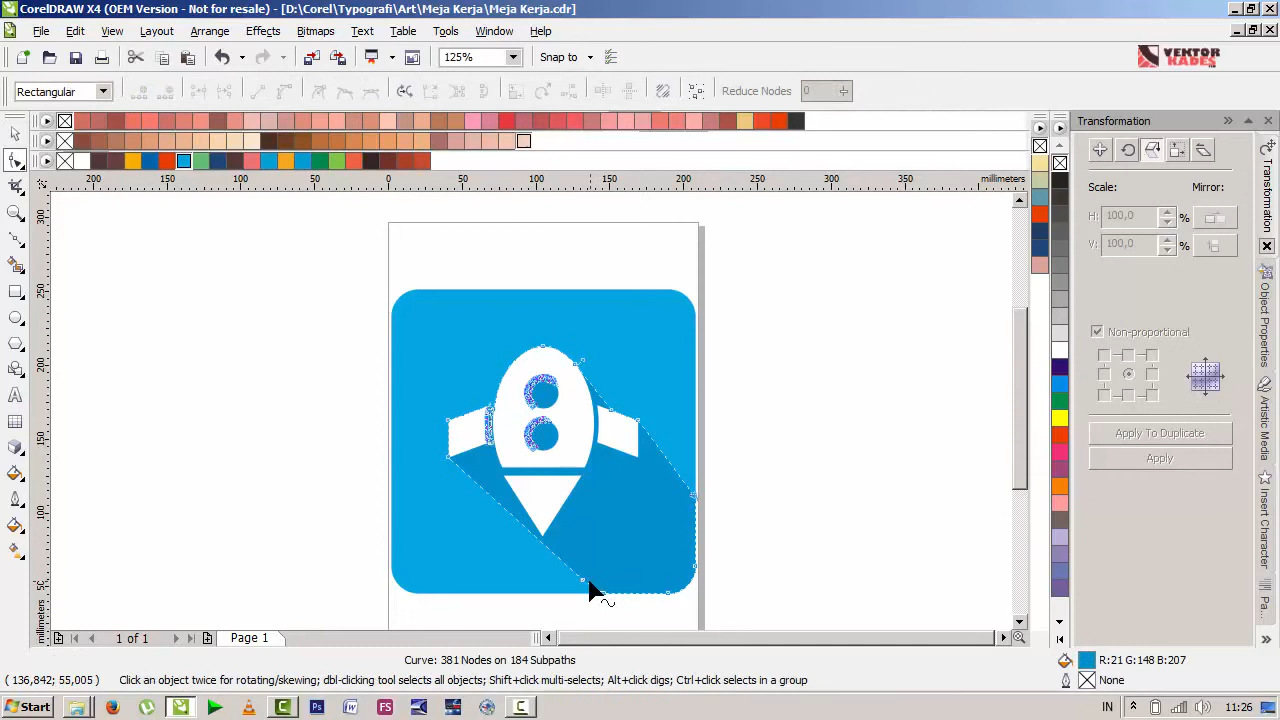 CorelDRAW X4 (OEM Version - Not for resale) - [D:\Corel\Typografi\Art\Meja Kerja\Meja Kerja.cdr]
File Edit View Layout Arrange Effects Bitmaps Text Table Tools Window Help
125% Snap to
VEKTOR HADES
Rectangular Reduce Nodes 0
Transformation
200 150 100 50 0 50 100 150 200 250 300 350 millimeters
300
250
200
150
100
50
millimeters
Scale: Mirror:
H: 100,0 %
V: 100,0 %
Non-proportional
Apply To Duplicate
Apply
Transformation
Object Properties
Artistic Media
Insert Character
Pa
1 of 1 Page 1
Curve: 381 Nodes on 184 Subpaths
R:21 G:148 B:207
(136,842; 55,005) Click an object twice for rotating/skewing; dbl-clicking tool selects all objects; Shift+click multi-selects; Alt+click digs; Ctrl+click selects in a group
None
Start FS Ps W C C IN 11:26